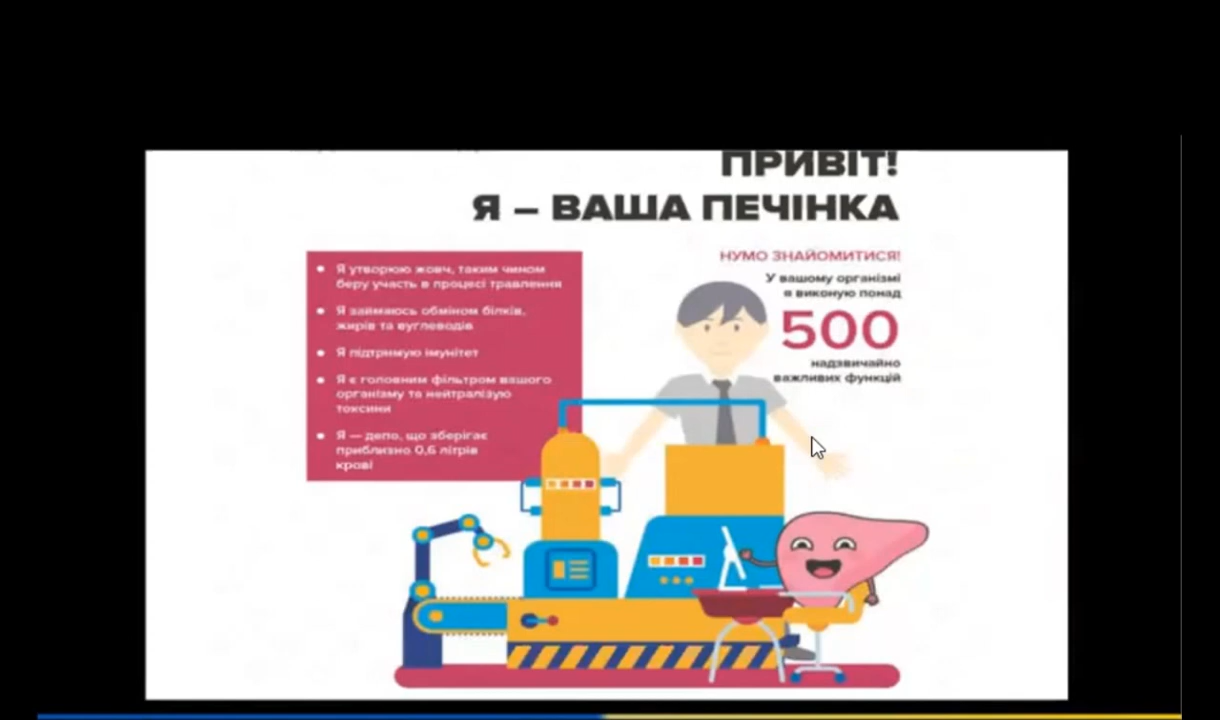 ПРИВІТ!
Я – ВАША ПЕЧІНКА
НУМО ЗНАЙОМИТИСЯ!
У вашому організмі
я виконую понад
500
надзвичайно
важливих функцій
Я утворюю жовч, таким чином
беру участь в процесі травлення
Я займаюсь обміном білків,
жирів та вуглеводів
Я підтримую імунітет
Я є головним фільтром вашого
організму та нейтралізую
токсини
Я — депо, що зберігає
приблизно 0,6 літрів
крові